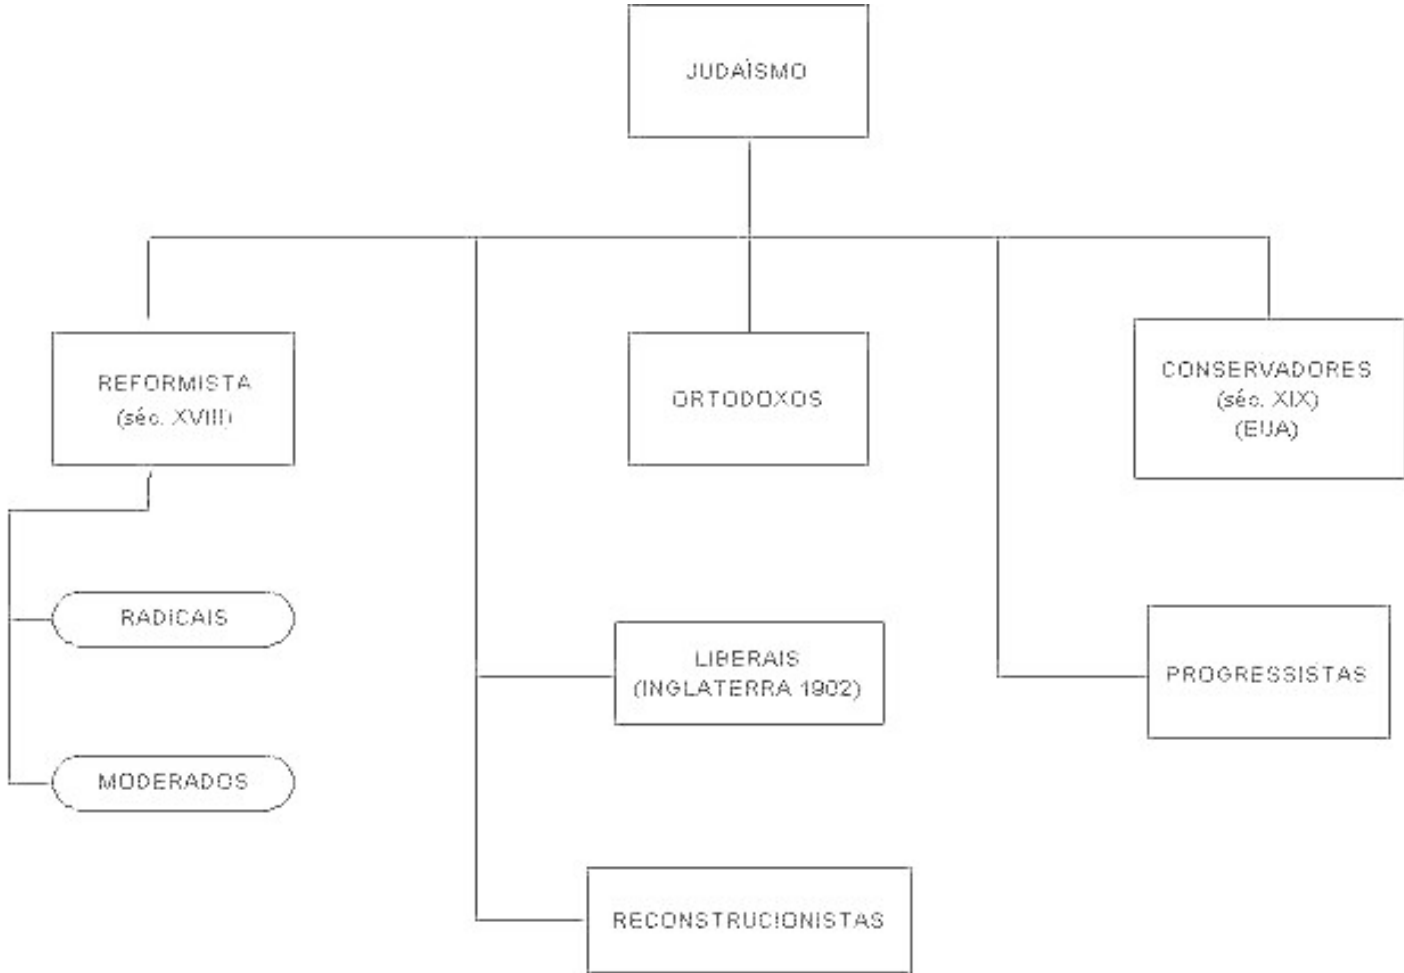 JUDAÍSMO
REFORMISTA
(séc. XVIII)
ORTODOXOS
CONSERVADORES
(séc. XIX)
(EUA)
RADICAIS
LIBERAIS
(INGLATERRA 1902)
PROGRESSISTAS
MODERADOS
RECONSTRUCIONISTAS